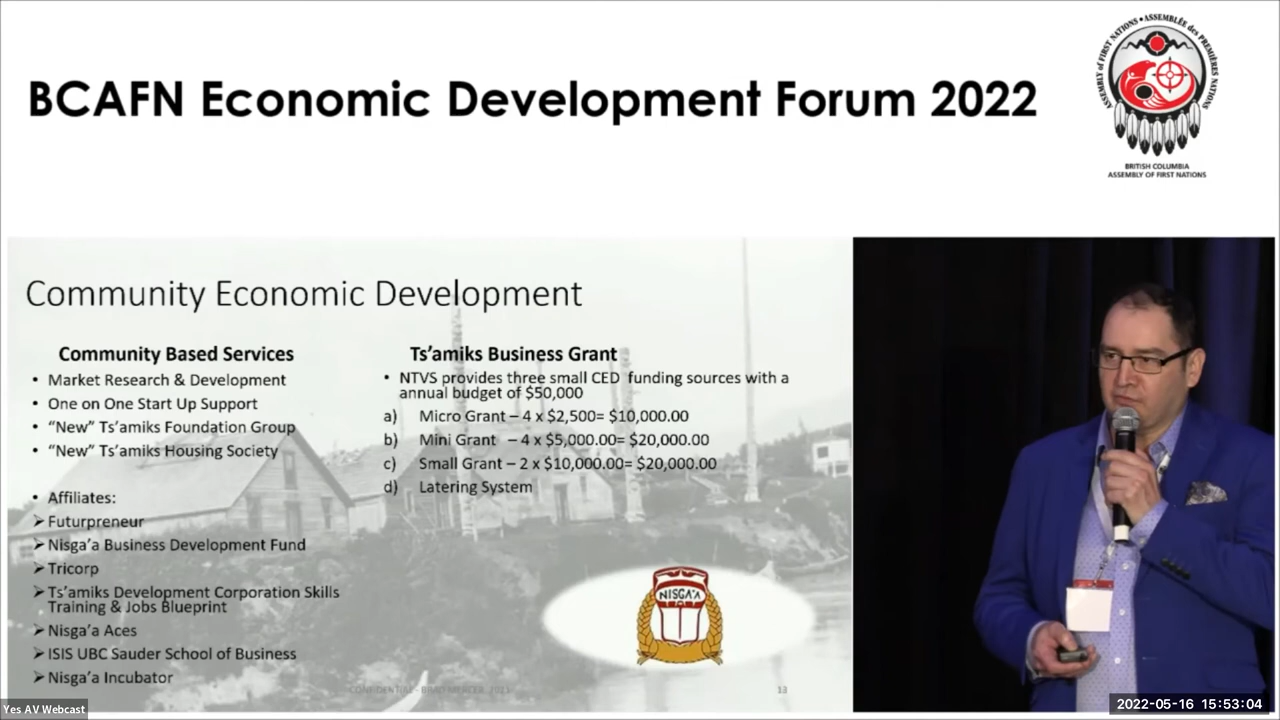 BCAFN Economic Development Forum 2022
ASSEMBLY of FIRST NATIONS • ASSEMBLÉE des PREMIÈRES NATIONS
BRITISH COLUMBIA
ASSEMBLY OF FIRST NATIONS
Community Economic Development
Community Based Services
• Market Research & Development
• One on One Start Up Support
• “New” Ts’amiks Foundation Group
• “New” Ts’amiks Housing Society
• Affiliates:
➢ Futurpreneur
➢ Nisga’a Business Development Fund
➢ Tricorp
➢ Ts’amiks Development Corporation Skills
Training & Jobs Blueprint
➢ Nisga’a Aces
➢ ISIS UBC Sauder School of Business
➢ Nisga’a Incubator
Ts’amiks Business Grant
• NTVS provides three small CED funding sources with a
annual budget of $50,000
a) Micro Grant – 4 x $2,500= $10,000.00
b) Mini Grant – 4 x $5,000.00= $20,000.00
c) Small Grant – 2 x $10,000.00= $20,000.00
d) Latering System
NISGA'A
CONFIDENTIAL - BRAD MERCER
13
Yes AV Webcast
2022-05-16 15:53:04